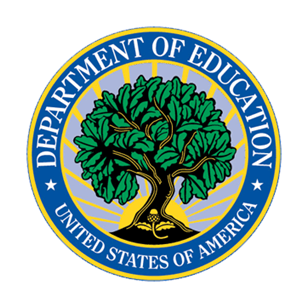 DEPARTMENT OF EDUCATION
UNITED STATES OF AMERICA